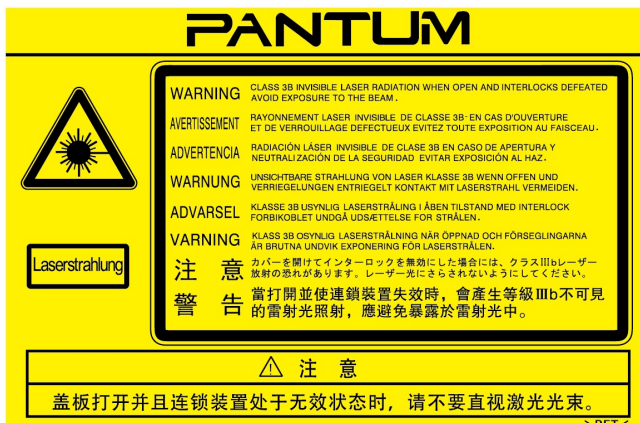 PANTUM
WARNING CLASS 3B INVISIBLE LASER RADIATION WHEN OPEN AND INTERLOCKS DEFEATED
AVOID EXPOSURE TO THE BEAM.
AVERTISSEMENT RAYONNEMENT LASER INVISIBLE DE CLASSE 3B-EN CAS D'OUVERTURE
ET DE VERROUILLAGE DEFECTUEUX EVITEZ TOUTE EXPOSITION AU FAISCEAU.
ADVERTENCIA RADIACIÓN LÁSER INVISIBLE DE CLASE 3B EN CASO DE APERTURA Y
NEUTRALIZACIÓN DE LA SEGURIDAD EVITAR EXPOSICIÓN AL HAZ.
WARNUNG UNSICHTBARE STRAHLUNG VON LASER KLASSE 3B WENN OFFEN UND
VERRIEGELUNGEN ENTRIEGELT KONTAKT MIT LASERSTRAHL VERMEIDEN.
ADVARSEL KLASSE 3B USYNLIG LASERSTRÅLING I ÅBEN TILSTAND MED INTERLOCK
FORBIKOBLET UNDGÅ UDSÆTTELSE FOR STRÅLEN.
VARNING KLASS 3B OSYNLIG LASERSTRÅLNING NÄR ÖPPNAD OCH FÖRSEGLINGARNA
ÄR BRUTNA UNDVIK EXPONERING FÖR LASERSTRÅLEN.
Laserstrahlung
注 意 カバーを開けてインターロックを無効にした場合には、クラスⅢbレーザー
放射の恐れがあります。レーザー光にさらされないようにしてください。
警 告 當打開並使連鎖裝置失效時，會產生等級Ⅲb不可見
的雷射光照射，應避免暴露於雷射光中。
⚠ 注 意
盖板打开并且连锁装置处于无效状态时，请不要直视激光光束。
>PET<